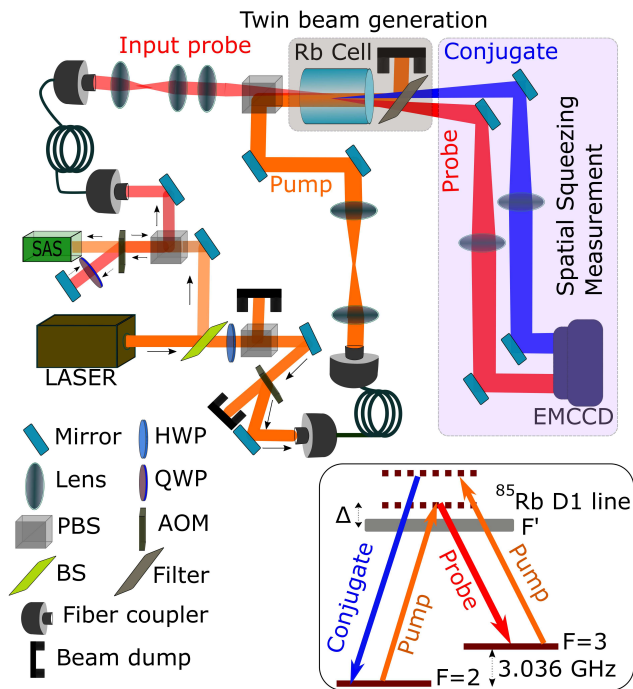 Twin beam generation
Input probe
Rb Cell
Conjugate
Pump
Probe
Spatial Squeezing
Measurement
SAS
LASER
EMCCD
Mirror
HWP
Lens
QWP
PBS
AOM
BS
Filter
Fiber coupler
Beam dump
⁸⁵Rb D1 line
Δ
F'
Conjugate
Pump
Probe
Pump
F=3
F=2
3.036 GHz